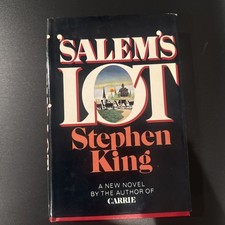 'SALEM'S
LOT
Stephen
King
A NEW NOVEL
BY THE AUTHOR OF
CARRIE